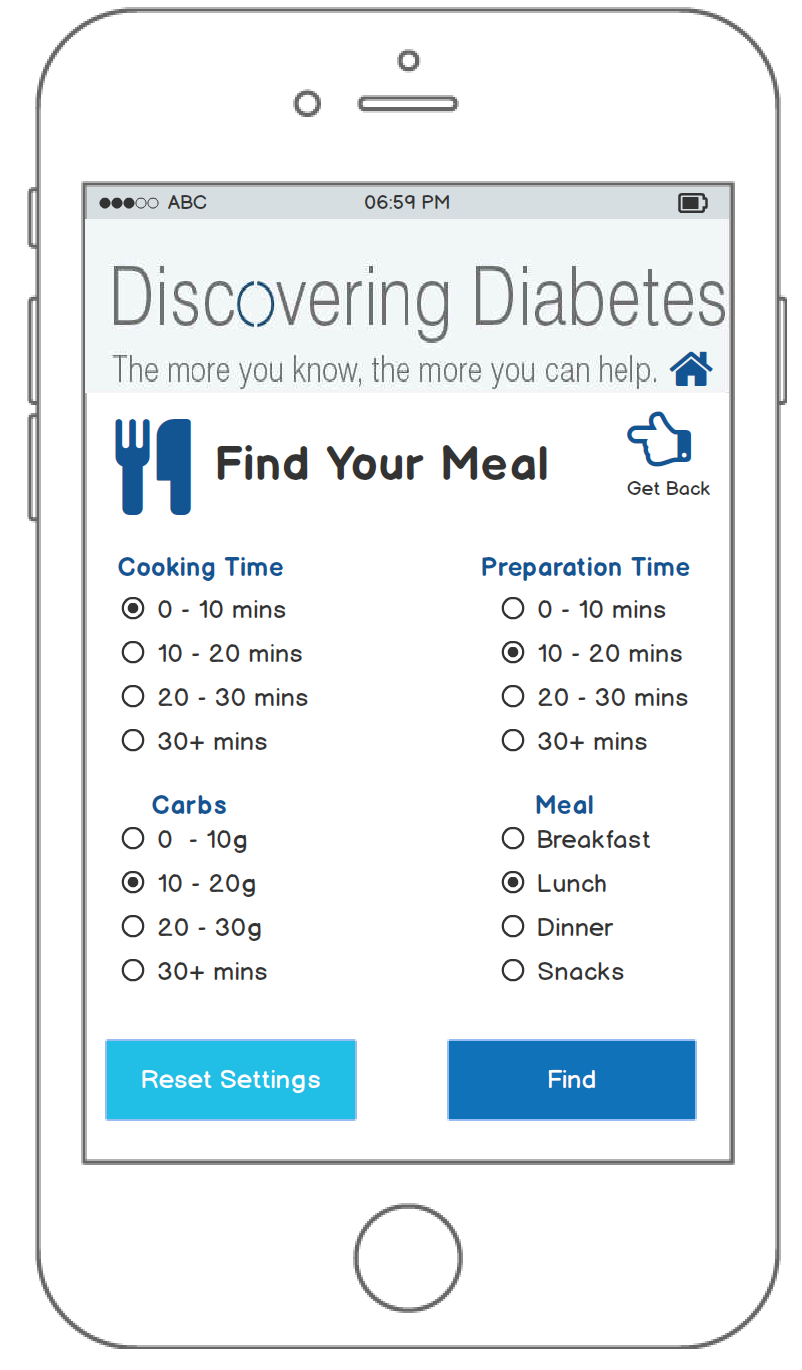 ABC 06:59 PM
Discovering Diabetes
The more you know, the more you can help.
Find Your Meal
Get Back
Cooking Time
0 - 10 mins
10 - 20 mins
20 - 30 mins
30+ mins
Preparation Time
0 - 10 mins
10 - 20 mins
20 - 30 mins
30+ mins
Carbs
0 - 10g
10 - 20g
20 - 30g
30+ mins
Meal
Breakfast
Lunch
Dinner
Snacks
Reset Settings
Find